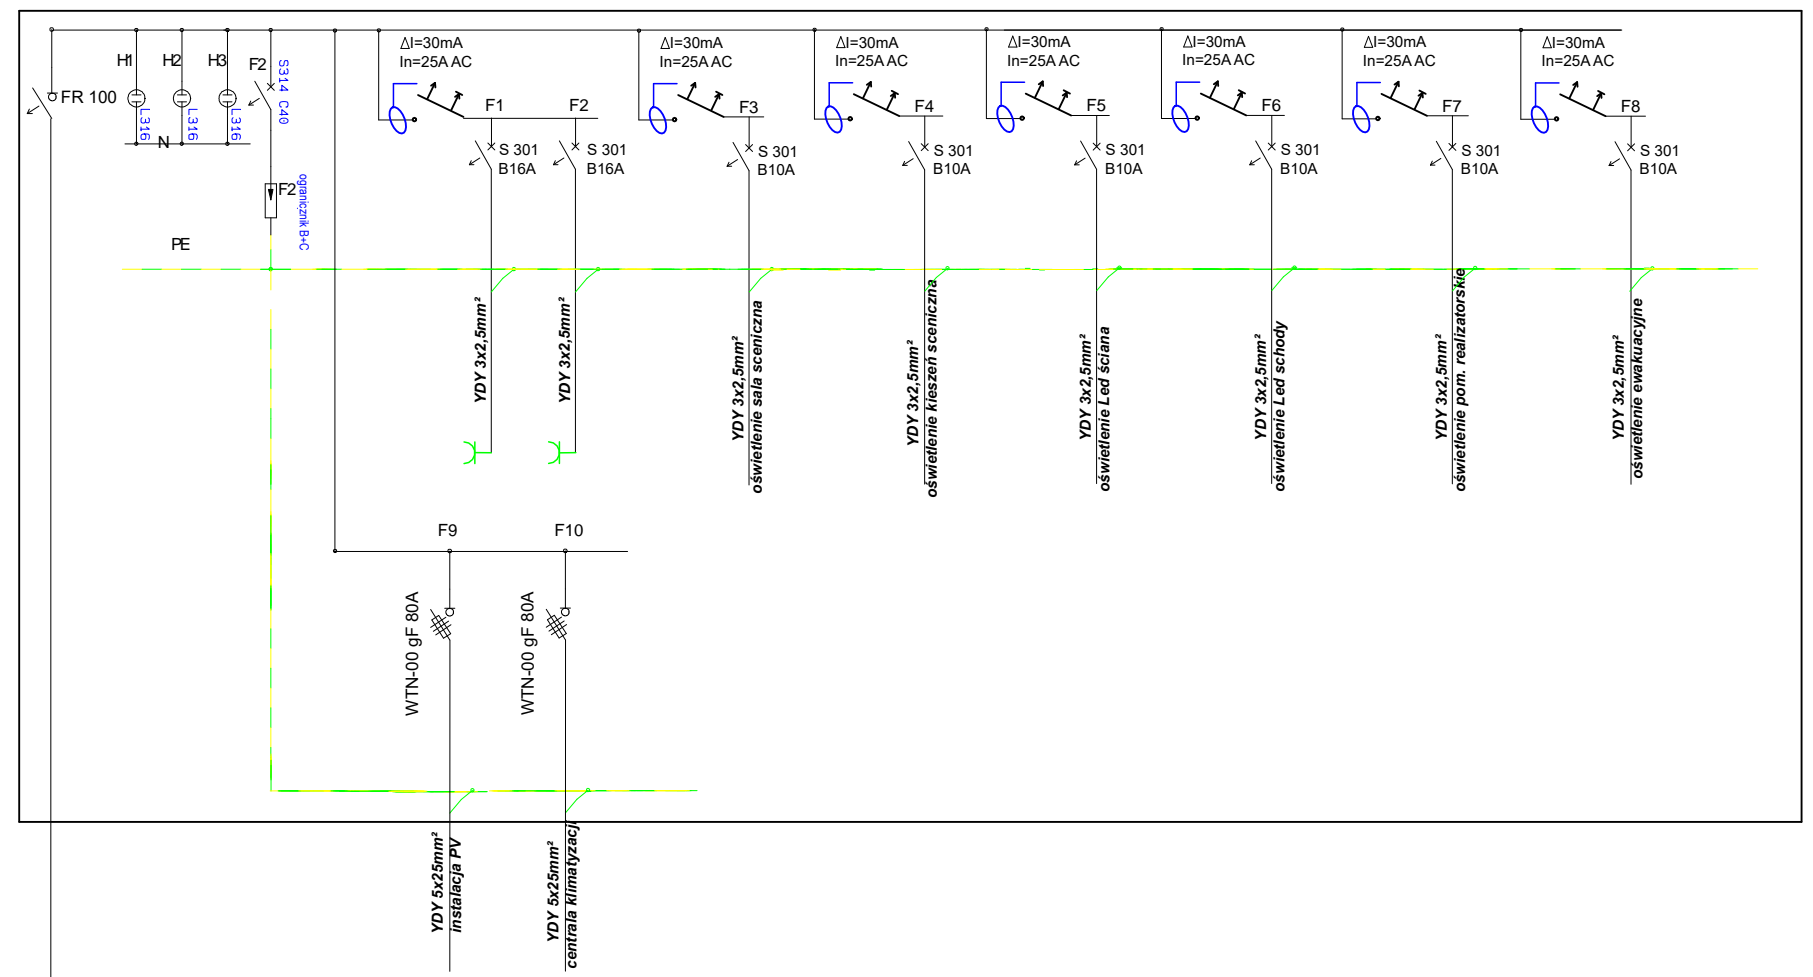 ΔI=30mA
In=25A AC
ΔI=30mA
In=25A AC
ΔI=30mA
In=25A AC
ΔI=30mA
In=25A AC
ΔI=30mA
In=25A AC
ΔI=30mA
In=25A AC
ΔI=30mA
In=25A AC
H1
H2
H3
F2
S314 C40
FR 100
L316
L316
L316
N
F1
F2
F3
F4
F5
F6
F7
F8
S 301
B16A
S 301
B16A
S 301
B10A
S 301
B10A
S 301
B10A
S 301
B10A
S 301
B10A
S 301
B10A
F2
ogranicznik B+C
PE
YDY 3x2,5mm²
YDY 3x2,5mm²
YDY 3x2,5mm²
oświetlenie sala sceniczna
YDY 3x2,5mm²
oświetlenie kieszeń sceniczna
YDY 3x2,5mm²
oświetlenie Led ściana
YDY 3x2,5mm²
oświetlenie Led schody
YDY 3x2,5mm²
oświetlenie pom. realizatorskie
YDY 3x2,5mm²
oświetlenie ewakuacyjne
F9
F10
WTN-00 gF 80A
WTN-00 gF 80A
YDY 5x25mm²
instalacja PV
YDY 5x25mm²
centrala klimatyzacji